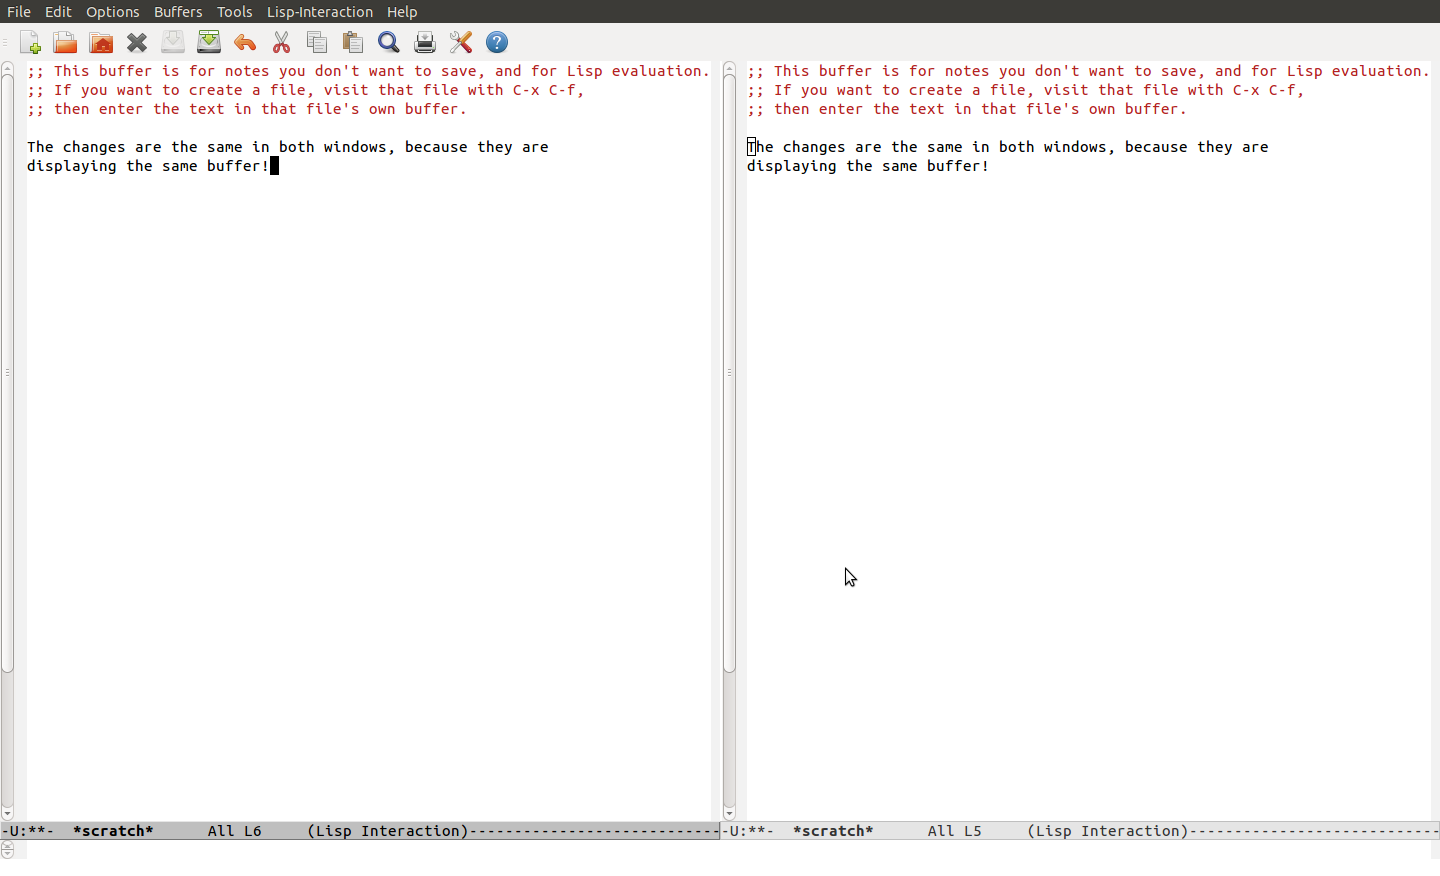 File Edit Options Buffers Tools Lisp-Interaction Help
;; This buffer is for notes you don't want to save, and for Lisp evaluation.
;; If you want to create a file, visit that file with C-x C-f,
;; then enter the text in that file's own buffer.
The changes are the same in both windows, because they are
displaying the same buffer!
-U:**-  *scratch*      All L6     (Lisp Interaction)----------------------------
;; This buffer is for notes you don't want to save, and for Lisp evaluation.
;; If you want to create a file, visit that file with C-x C-f,
;; then enter the text in that file's own buffer.
The changes are the same in both windows, because they are
displaying the same buffer!
-U:**-  *scratch*      All L5     (Lisp Interaction)----------------------------